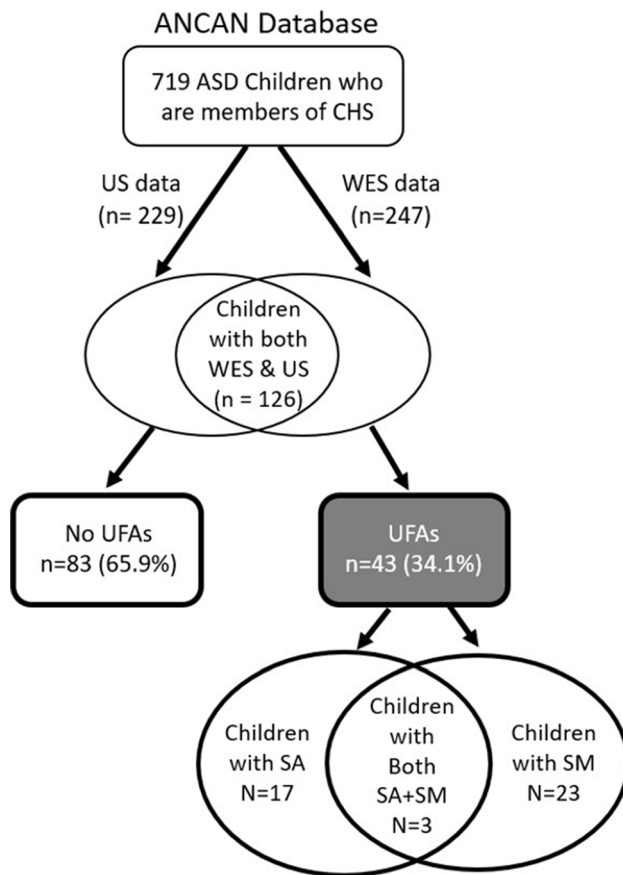 ANCAN Database
719 ASD Children who
are members of CHS
US data
(n= 229)
WES data
(n=247)
Children
with both
WES & US
(n = 126)
No UFAs
n=83 (65.9%)
UFAs
n=43 (34.1%)
Children
with SA
N=17
Children
with
Both
SA+SM
N=3
Children
with SM
N=23